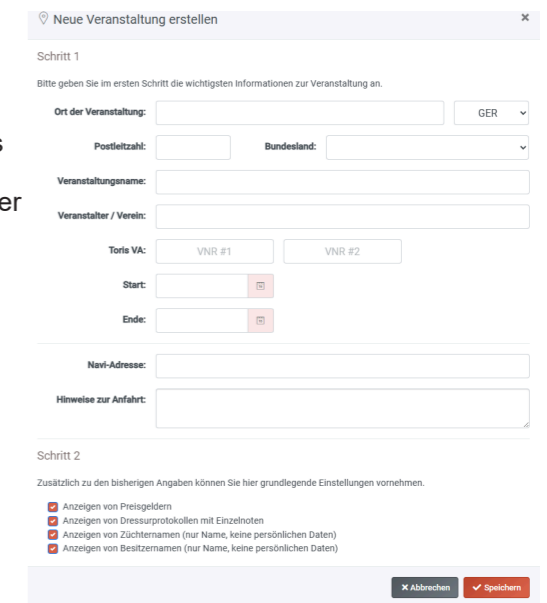 Neue Veranstaltung erstellen ×
Schritt 1
Bitte geben Sie im ersten Schritt die wichtigsten Informationen zur Veranstaltung an.
Ort der Veranstaltung: GER
Postleitzahl: Bundesland:
Veranstaltungsname:
Veranstalter / Verein:
Toris VA: VNR #1 VNR #2
Start:
Ende:
Navi-Adresse:
Hinweise zur Anfahrt:
Schritt 2
Zusätzlich zu den bisherigen Angaben können Sie hier grundlegende Einstellungen vornehmen.
Anzeigen von Preisgeldern
Anzeigen von Dressurprotokollen mit Einzelnoten
Anzeigen von Züchternamen (nur Name, keine persönlichen Daten)
Anzeigen von Besitzernamen (nur Name, keine persönlichen Daten)
× Abbrechen ✓ Speichern
s
er